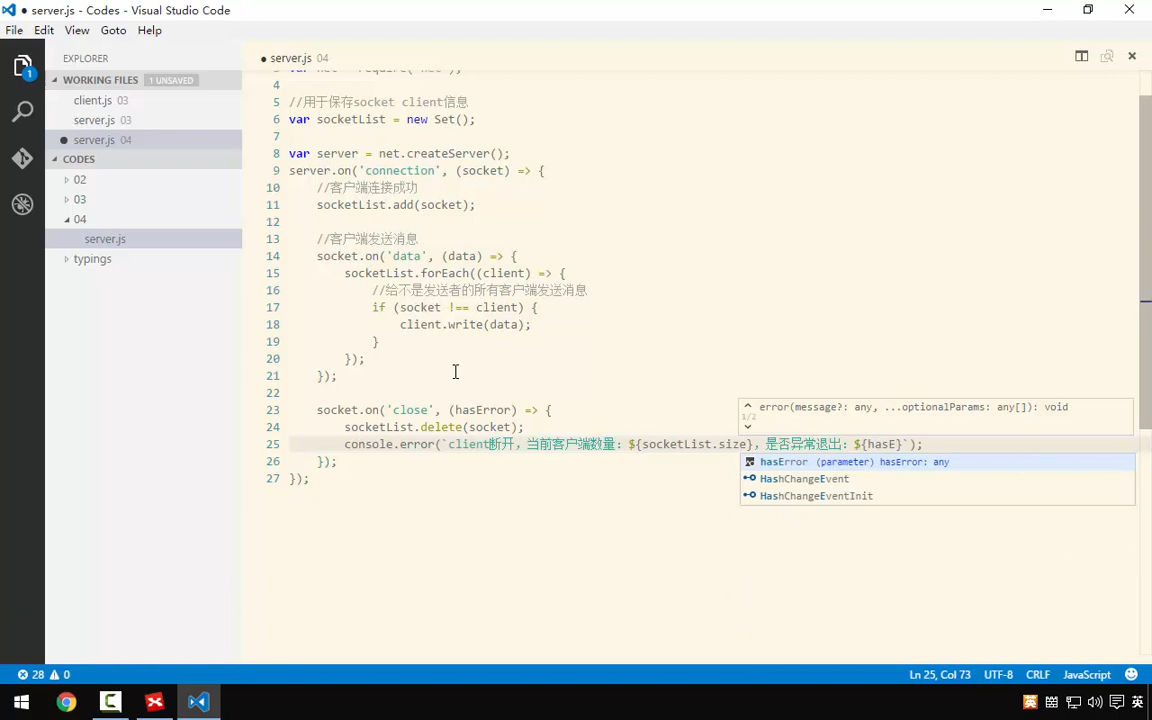 server.js - Codes - Visual Studio Code
File Edit View Goto Help
EXPLORER
server.js 04
WORKING FILES 1 UNSAVED
client.js 03
server.js 03
server.js 04
CODES
02
03
04
server.js
typings
1
4
5 //用于保存socket client信息
6 var socketList = new Set();
7
8 var server = net.createServer();
9 server.on('connection', (socket) => {
10 //客户端连接成功
11 socketList.add(socket);
12
13 //客户端发送消息
14 socket.on('data', (data) => {
15 socketList.forEach((client) => {
16 //给不是发送者的所有客户端发送消息
17 if (socket !== client) {
18 client.write(data);
19 }
20 });
21 });
22
23 socket.on('close', (hasError) => {
24 socketList.delete(socket);
25 console.error(`client断开，当前客户端数量：${socketList.size}，是否异常退出：${hasE}`);
26 });
27 });
error(message?: any, ...optionalParams: any[]): void
1/2
hasError (parameter) hasError: any
HashChangeEvent
HashChangeEventInit
28 0
Ln 25, Col 73 UTF-8 CRLF JavaScript
英 英